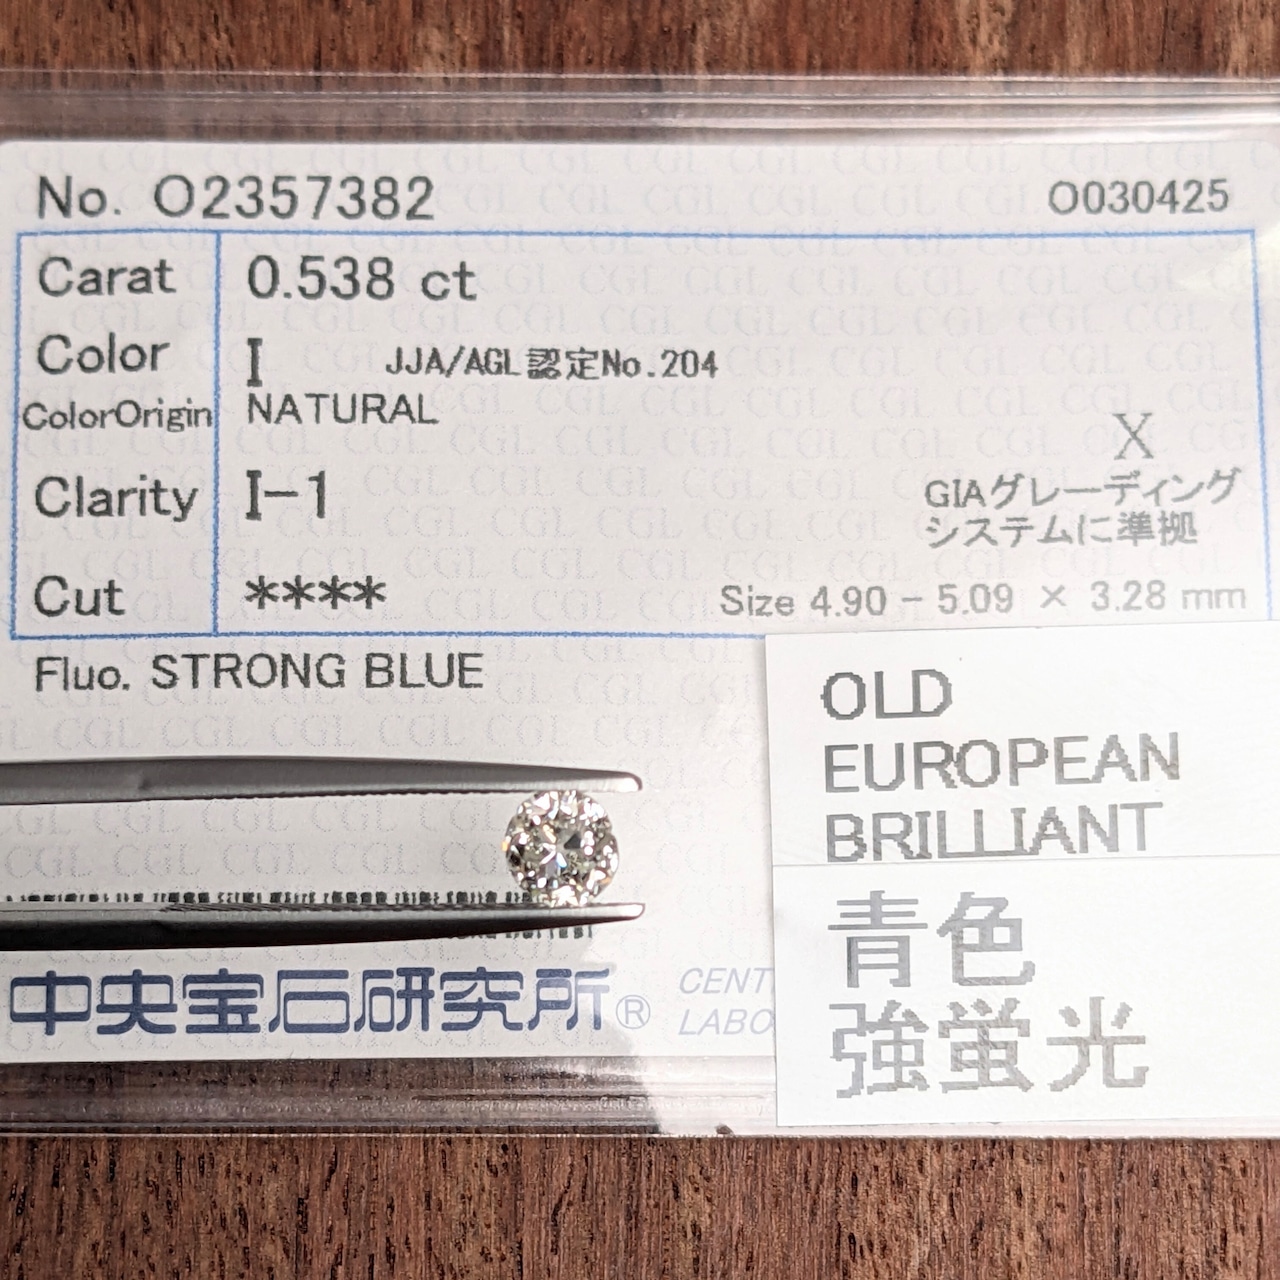 No. O2357382
O030425
Carat 0.538 ct
Color I JJA/AGL認定No.204
ColorOrigin NATURAL
X
Clarity I-1
GIAグレーディング
システムに準拠
Cut ****
Size 4.90 - 5.09 × 3.28 mm
Fluo. STRONG BLUE
OLD
EUROPEAN
BRILLIANT
青色
強蛍光
中央宝石研究所®
CENT
LABO